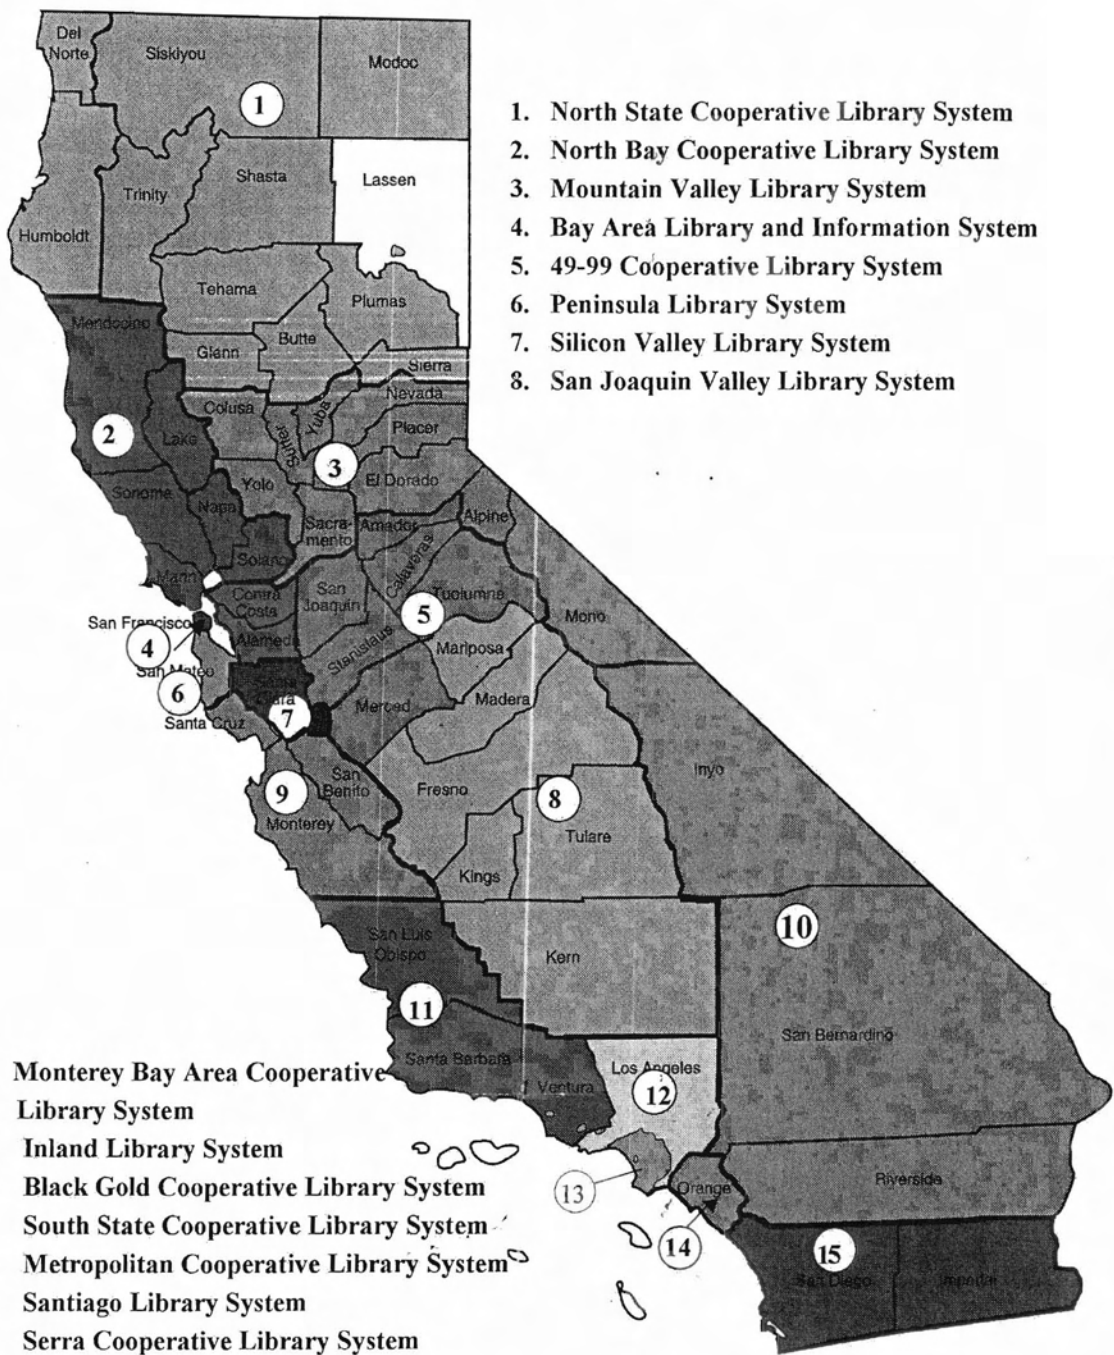 Del
Norte
Siskiyou
Modoc
1
1. North State Cooperative Library System
2. North Bay Cooperative Library System
3. Mountain Valley Library System
4. Bay Area Library and Information System
5. 49-99 Cooperative Library System
6. Peninsula Library System
7. Silicon Valley Library System
8. San Joaquin Valley Library System
Shasta
Lassen
Trinity
Humboldt
Tehama
Plumas
Mendocino
Butte
Glenn
Sierra
Nevada
Colusa
Yuba
Sutter
Placer
2
Lake
3
El Dorado
Yolo
Sonoma
Napa
Sacra-
mento
Amador
Alpine
Solano
Calaveras
Marin
Contra
Costa
San
Joaquin
Tuolumne
5
Mono
San Francisco
4
Alameda
Stanislaus
Mariposa
San Mateo
6
Santa
Clara
Madera
Merced
Santa Cruz
7
Inyo
San
Benito
9
Fresno
8
Monterey
Tulare
Kings
10
San Luis
Obispo
Kern
11
San Bernardino
Santa Barbara
Ventura
Los Angeles
12
Monterey Bay Area Cooperative
Library System
Inland Library System
Black Gold Cooperative Library System
South State Cooperative Library System
Metropolitan Cooperative Library System
Santiago Library System
Serra Cooperative Library System
13
Orange
Riverside
14
15
San Diego
Imperial